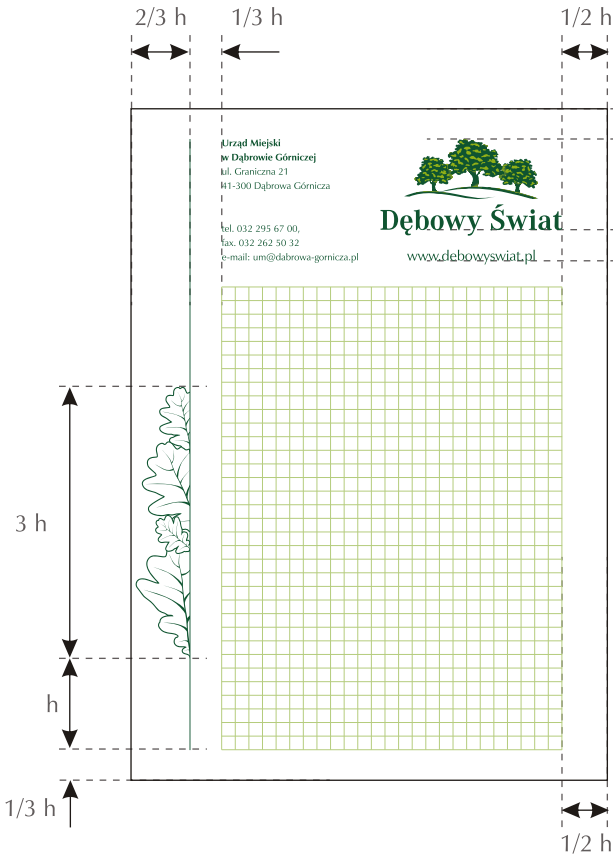 2/3 h
1/3 h
1/2 h
Urząd Miejski
w Dąbrowie Górniczej
ul. Graniczna 21
41-300 Dąbrowa Górnicza
tel. 032 295 67 00,
fax. 032 262 50 32
e-mail: um@dabrowa-gornicza.pl
Dębowy Świat
www.debowyswiat.pl
3 h
h
1/3 h
1/2 h